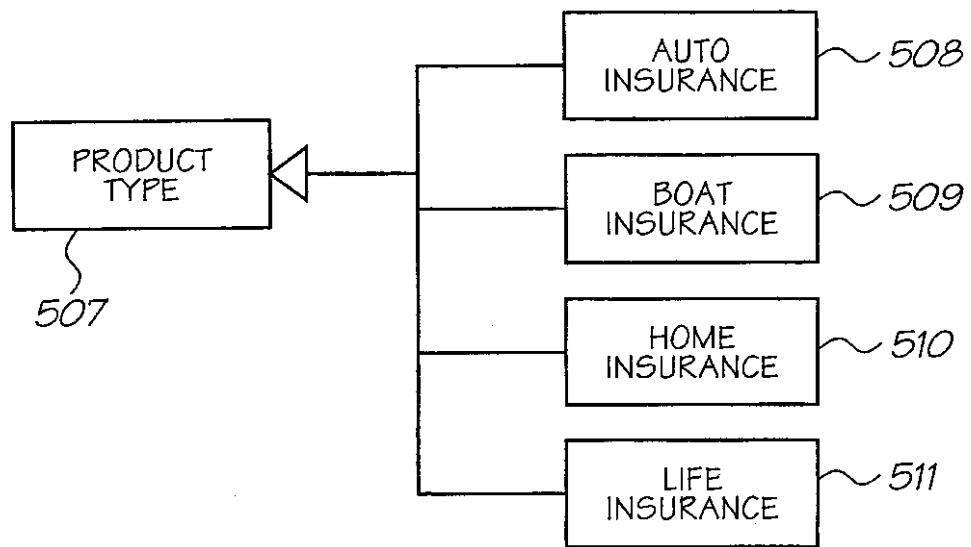 AUTO
INSURANCE
508
PRODUCT
TYPE
507
BOAT
INSURANCE
509
HOME
INSURANCE
510
LIFE
INSURANCE
511